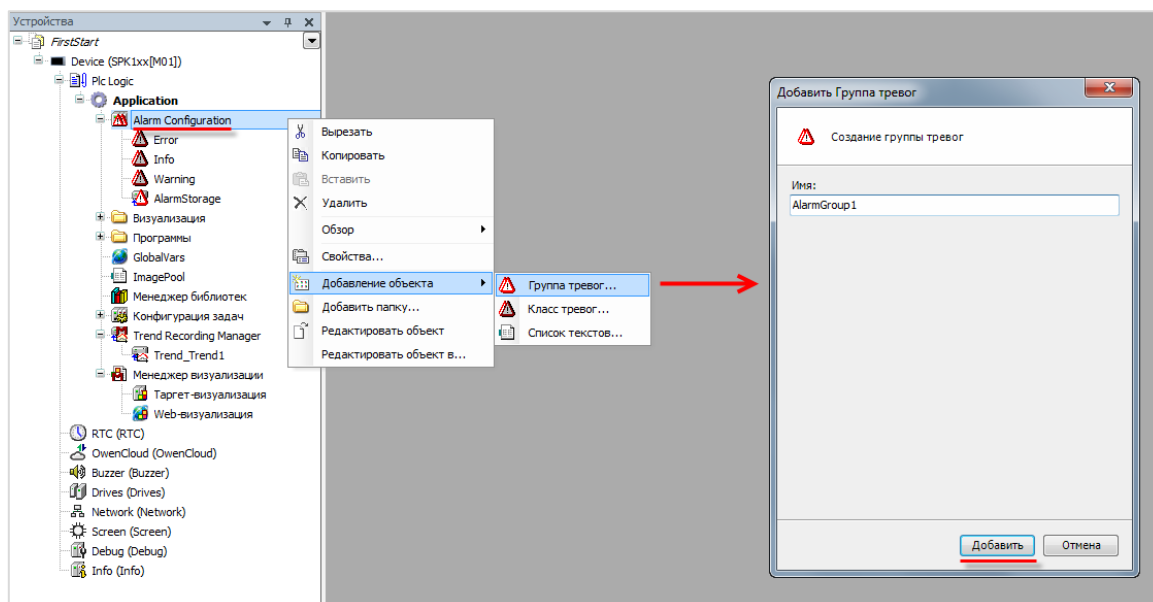 Устройства
FirstStart
Device (SPK1xx[M01])
Plc Logic
Application
Alarm Configuration
Error
Info
Warning
AlarmStorage
Визуализация
Программы
GlobalVars
ImagePool
Менеджер библиотек
Конфигурация задач
Trend Recording Manager
Trend_Trend1
Менеджер визуализации
Таргет-визуализация
Web-визуализация
RTC (RTC)
OwenCloud (OwenCloud)
Buzzer (Buzzer)
Drives (Drives)
Network (Network)
Screen (Screen)
Debug (Debug)
Info (Info)
Вырезать
Копировать
Вставить
Удалить
Обзор
Свойства...
Добавление объекта
Добавить папку...
Редактировать объект
Редактировать объект в...
Группа тревог...
Класс тревог...
Список текстов...
Добавить Группа тревог
Создание группы тревог
Имя:
AlarmGroup1
Добавить
Отмена